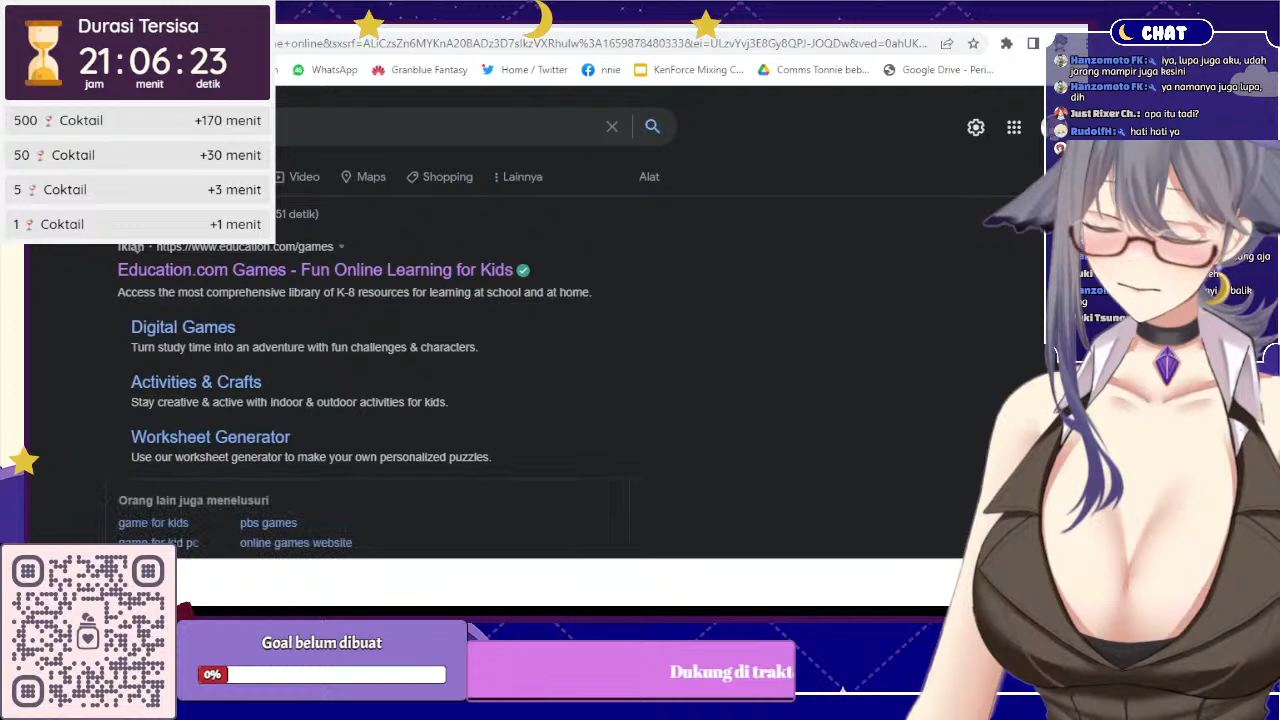 Durasi Tersisa
21:06:23
jam menit detik
500 Coktail +170 menit
50 Coktail +30 menit
5 Coktail +3 menit
1 Coktail +1 menit
WhatsApp
Granblue Fantasy
Home / Twitter
nnie
KenForce Mixing C...
Comms Tonnie beb...
Google Drive - Peri...
Video
Maps
Shopping
Lainnya
Alat
51 detik)
Iklan · https://www.education.com/games
Education.com Games - Fun Online Learning for Kids
Access the most comprehensive library of K-8 resources for learning at school and at home.
Digital Games
Turn study time into an adventure with fun challenges & characters.
Activities & Crafts
Stay creative & active with indoor & outdoor activities for kids.
Worksheet Generator
Use our worksheet generator to make your own personalized puzzles.
Orang lain juga menelusuri
game for kids
pbs games
game for kid pc
online games website
Goal belum dibuat
0%
Dukung di trakt
CHAT
Hanzomoto FK: iya, lupa juga aku, udah
jarang mampir juga kesini
Hanzomoto FK: ya namanya juga lupa,
dih
Just Rixer Ch.: apa itu tadi?
RudolfH: hati hati ya
aja
balik